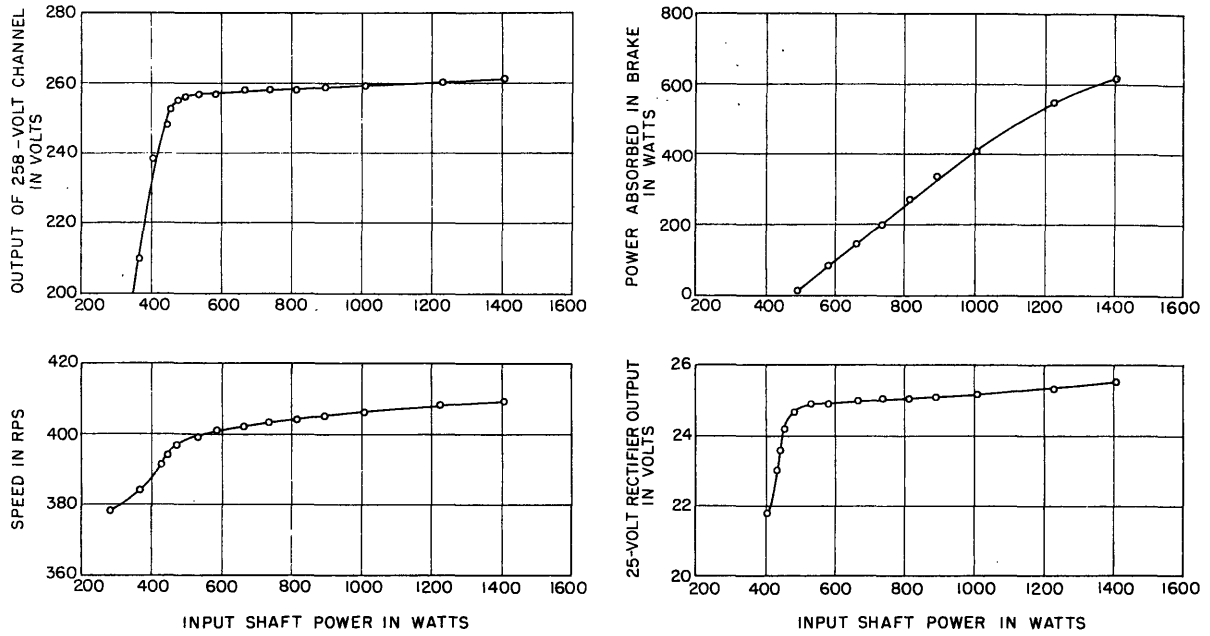 OUTPUT OF 258-VOLT CHANNEL
IN VOLTS
280
260
240
220
200
200 400 600 800 1000 1200 1400 1600
POWER ABSORBED IN BRAKE
IN WATTS
800
600
400
200
0
200 400 600 800 1000 1200 1400 1600
SPEED IN RPS
420
400
380
360
200 400 600 800 1000 1200 1400 1600
INPUT SHAFT POWER IN WATTS
25-VOLT RECTIFIER OUTPUT
IN VOLTS
26
24
22
20
200 400 600 800 1000 1200 1400 1600
INPUT SHAFT POWER IN WATTS